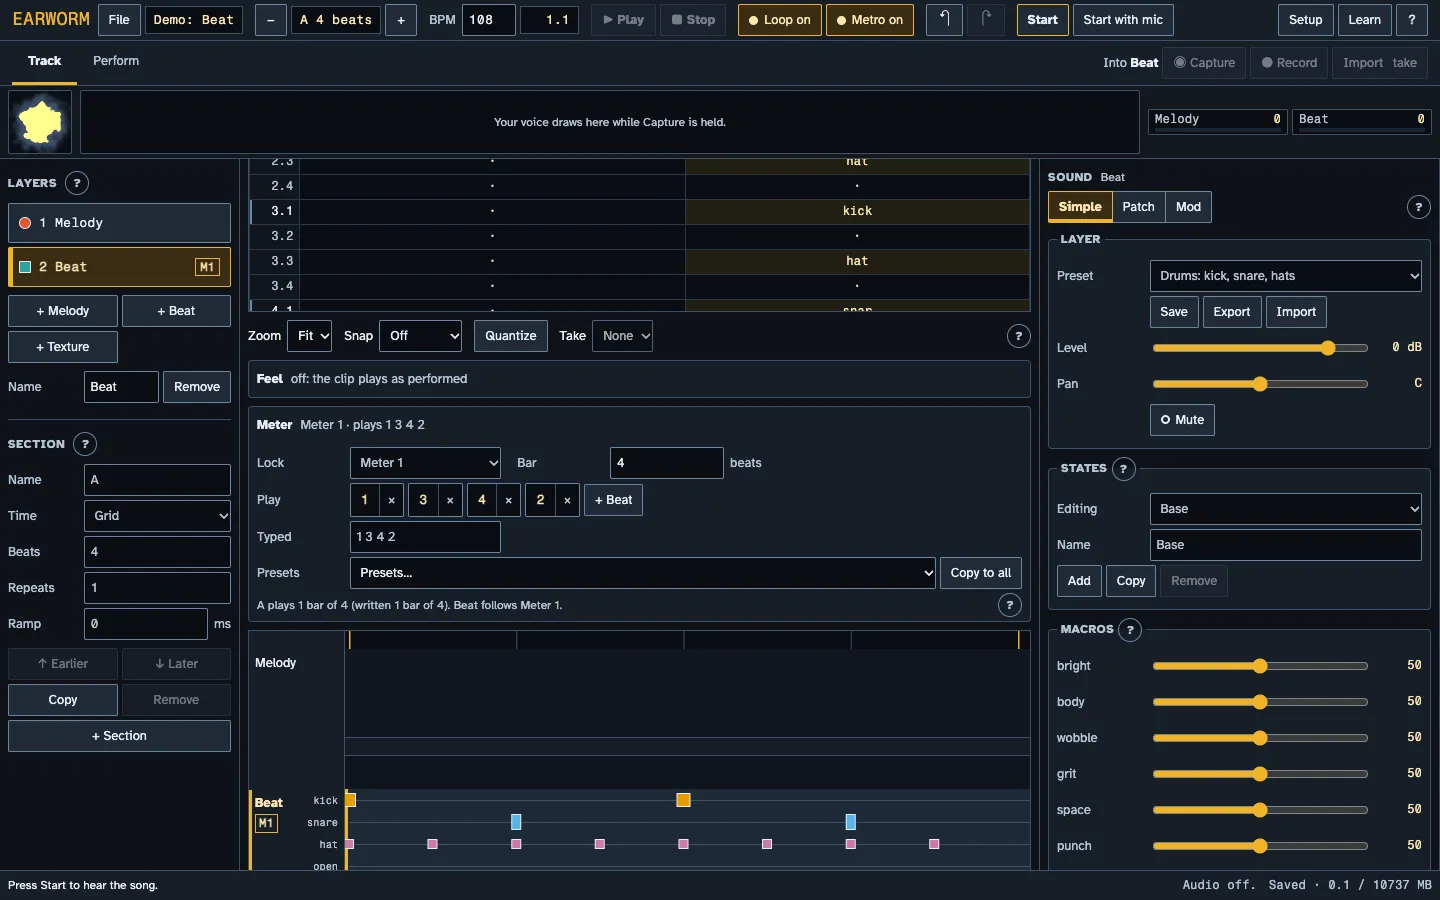 EARWORM File Demo: Beat − A 4 beats + BPM 108 1.1 Play Stop Loop on Metro on Start Start with mic Setup Learn ?
Track Perform Into Beat Capture Record Import take
Your voice draws here while Capture is held.
Melody 0 Beat 0
LAYERS ?
1 Melody
2 Beat M1
+ Melody + Beat
+ Texture
Name Beat Remove
SECTION ?
Name A
Time Grid
Beats 4
Repeats 1
Ramp 0 ms
↑ Earlier ↓ Later
Copy Remove
+ Section
2.3 · hat
2.4 · ·
3.1 · kick
3.2 · ·
3.3 · hat
3.4 · ·
4.1 · snar
Zoom Fit Snap Off Quantize Take None ?
Feel off: the clip plays as performed
Meter Meter 1 · plays 1 3 4 2
Lock Meter 1 Bar 4 beats
Play 1 × 3 × 4 × 2 × + Beat
Typed 1 3 4 2
Presets Presets... Copy to all
A plays 1 bar of 4 (written 1 bar of 4). Beat follows Meter 1. ?
Melody
Beat kick
M1 snare
hat
open
SOUND Beat
Simple Patch Mod ?
LAYER
Preset Drums: kick, snare, hats
Save Export Import
Level 0 dB
Pan C
Mute
STATES ?
Editing Base
Name Base
Add Copy Remove
MACROS ?
bright 50
body 50
wobble 50
grit 50
space 50
punch 50
Press Start to hear the song. Audio off. Saved · 0.1 / 10737 MB